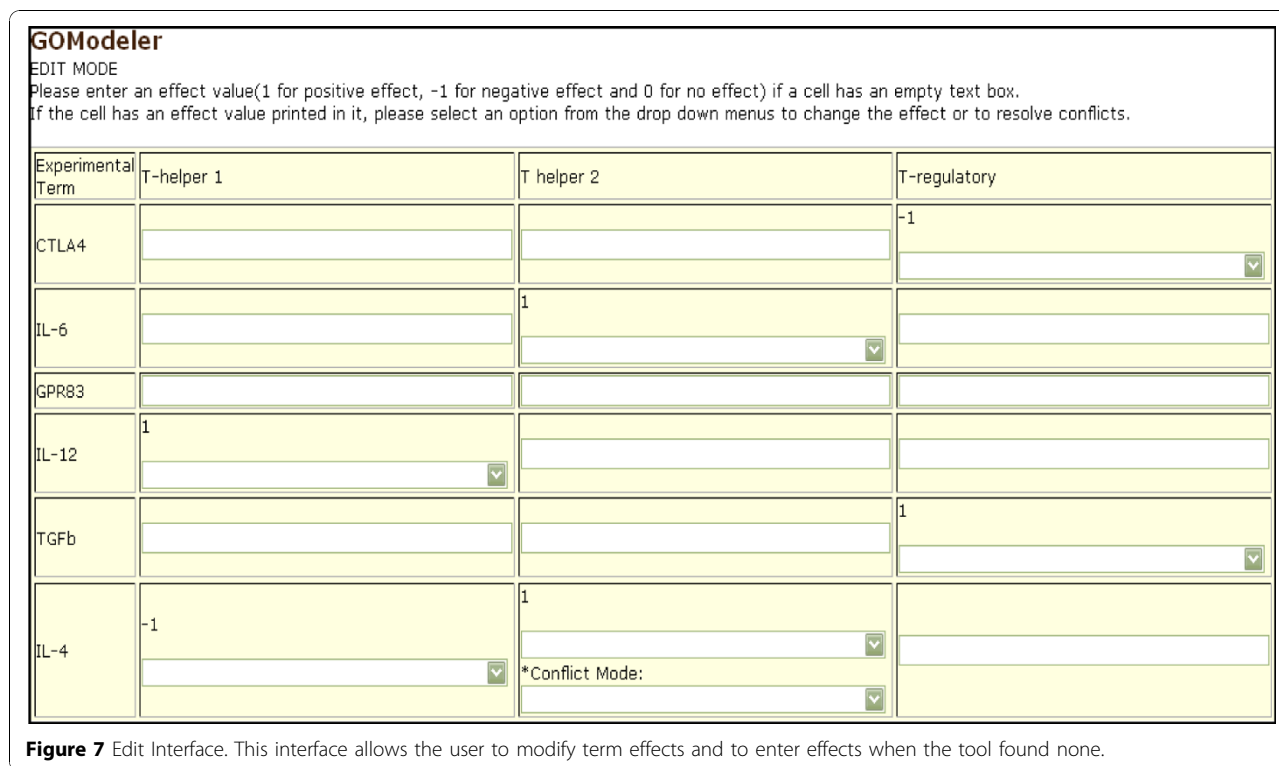 GOModeler
EDIT MODE
Please enter an effect value(1 for positive effect, -1 for negative effect and 0 for no effect) if a cell has an empty text box.
If the cell has an effect value printed in it, please select an option from the drop down menus to change the effect or to resolve conflicts.
Experimental
Term
T-helper 1
T helper 2
T-regulatory
CTLA4
-1
IL-6
1
GPR83
IL-12
1
TGFb
1
IL-4
-1
1
*Conflict Mode:
Figure 7 Edit Interface. This interface allows the user to modify term effects and to enter effects when the tool found none.